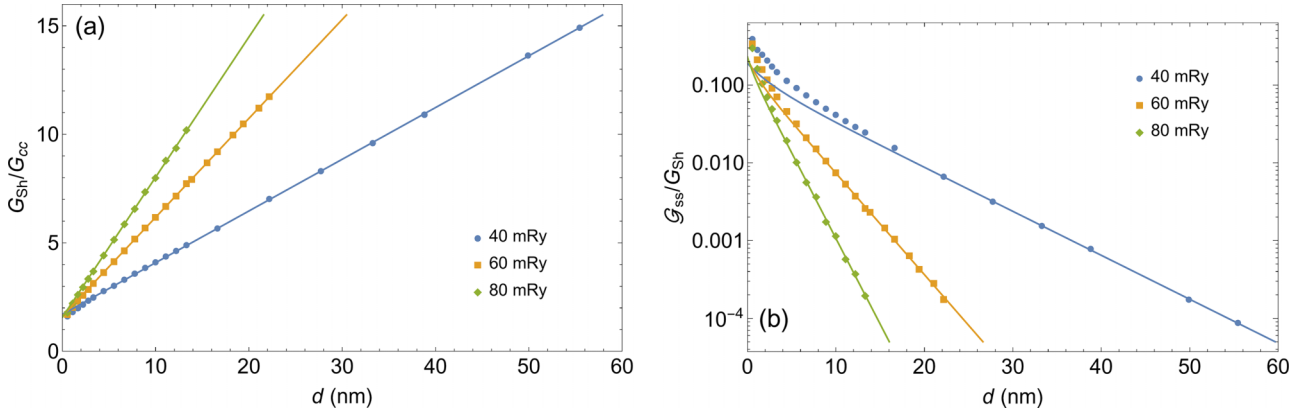 (a)
15
10
5
0
G_Sh/G_cc
40 mRy
60 mRy
80 mRy
0 10 20 30 40 50 60
d (nm)
0.100
0.010
0.001
10⁻⁴
𝒢_ss/G_Sh
40 mRy
60 mRy
80 mRy
(b)
0 10 20 30 40 50 60
d (nm)